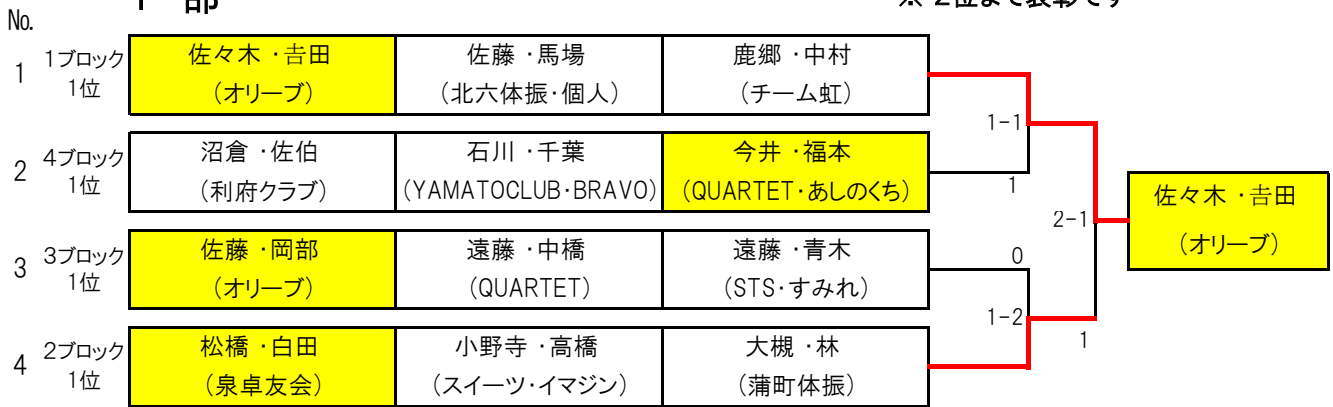 1 部
※ 2位まで表彰です
No.
1 1ブロック 1位 佐々木・𠮷田 (オリーブ) 佐藤・馬場 (北六体振・個人) 鹿郷・中村 (チーム虹)
1-1
2 4ブロック 1位 沼倉・佐伯 (利府クラブ) 石川・千葉 (YAMATOCLUB・BRAVO) 今井・福本 (QUARTET・あしのくち)
1
2-1
佐々木・𠮷田
(オリーブ)
3 3ブロック 1位 佐藤・岡部 (オリーブ) 遠藤・中橋 (QUARTET) 遠藤・青木 (STS・すみれ)
0
1-2
4 2ブロック 1位 松橋・白田 (泉卓友会) 小野寺・高橋 (スイーツ・イマジン) 大槻・林 (蒲町体振)
1